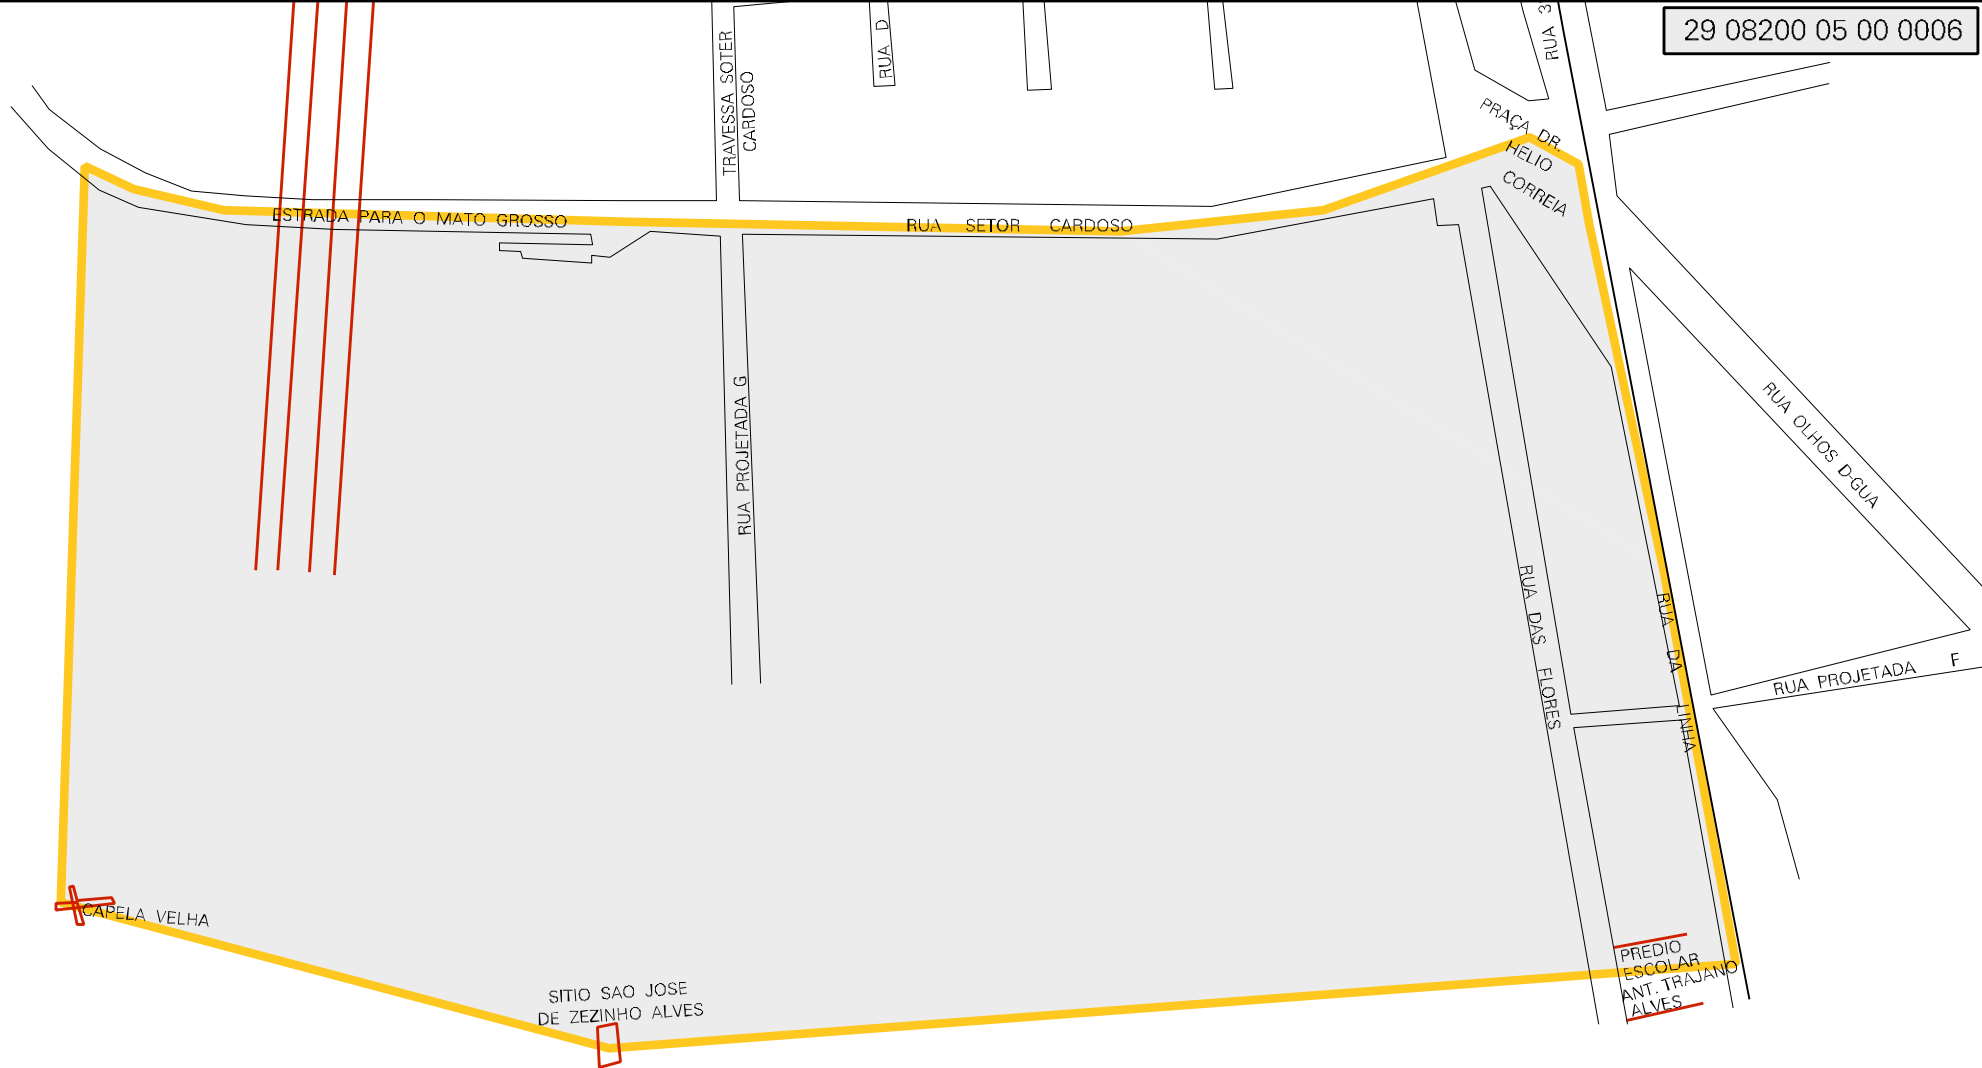 29 08200 05 00 0006
RUA 3
RUA D
TRAVESSA SOTER
CARDOSO
PRAÇA DR.
HELIO
CORREIA
ESTRADA PARA O MATO GROSSO
RUA SETOR CARDOSO
RUA PROJETADA G
RUA OLHOS D-GUA
RUA DAS FLORES
RUA DA LINHA
RUA PROJETADA F
CAPELA VELHA
SITIO SAO JOSE
DE ZEZINHO ALVES
PREDIO
ESCOLAR
ANT. TRAJANO
ALVES